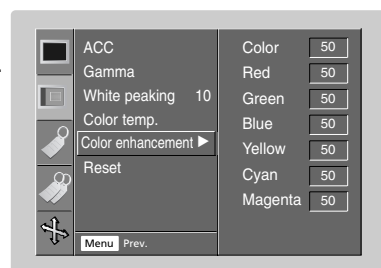 ACC
Gamma
White peaking 10
Color temp.
Color enhancement ▶
Reset
Menu Prev.
Color 50
Red 50
Green 50
Blue 50
Yellow 50
Cyan 50
Magenta 50